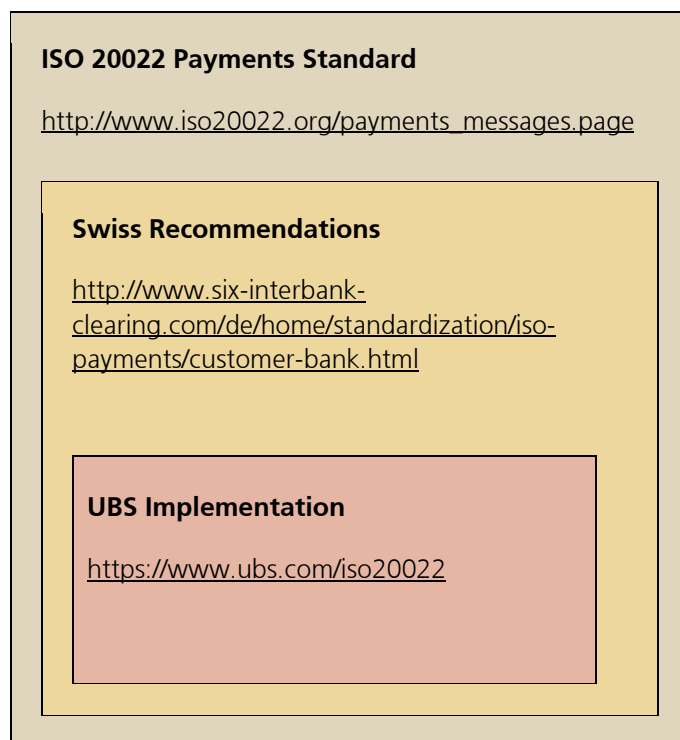 ISO 20022 Payments Standard
http://www.iso20022.org/payments_messages.page
Swiss Recommendations
http://www.six-interbank-
clearing.com/de/home/standardization/iso-
payments/customer-bank.html
UBS Implementation
https://www.ubs.com/iso20022